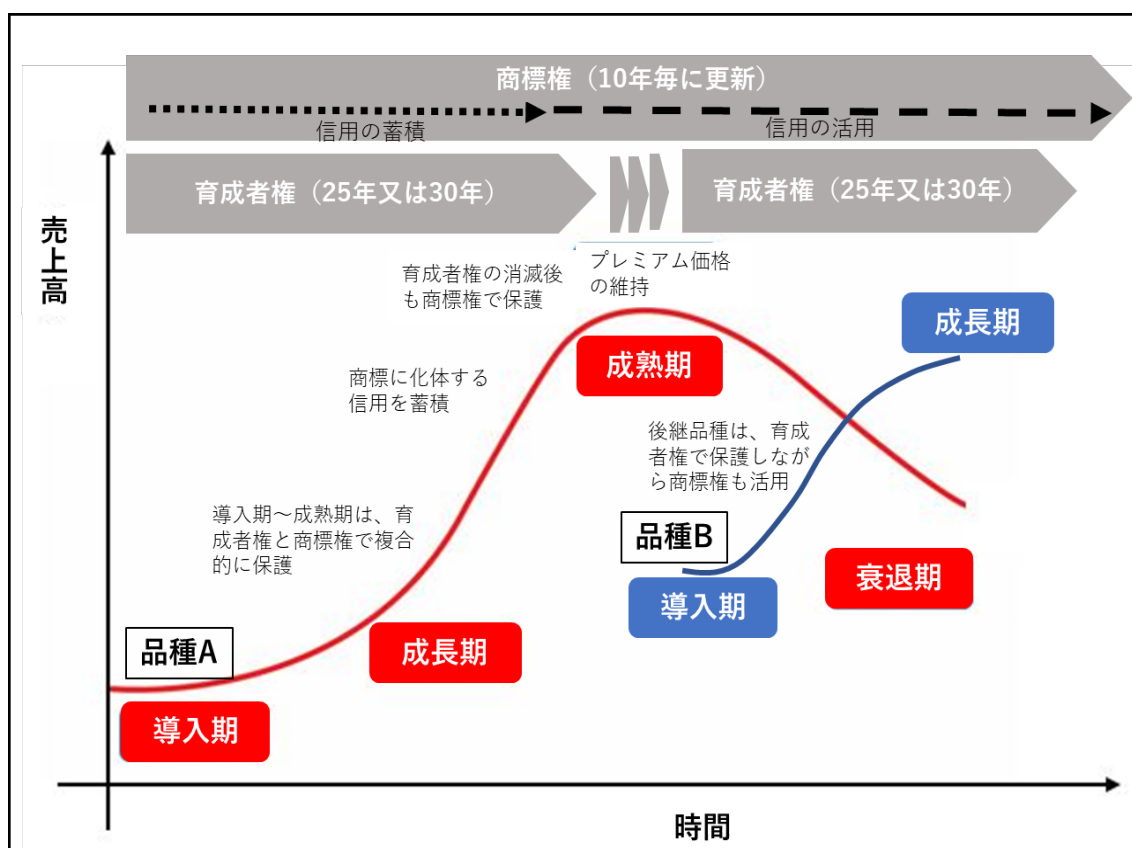 商標権（10年毎に更新）
信用の蓄積
信用の活用
育成者権（25年又は30年）
育成者権（25年又は30年）
売上高
育成者権の消滅後
も商標権で保護
プレミアム価格
の維持
成長期
成熟期
商標に化体する
信用を蓄積
後継品種は、育成
者権で保護しなが
ら商標権も活用
導入期～成熟期は、育
成者権と商標権で複合
的に保護
品種B
導入期
衰退期
品種A
成長期
導入期
時間